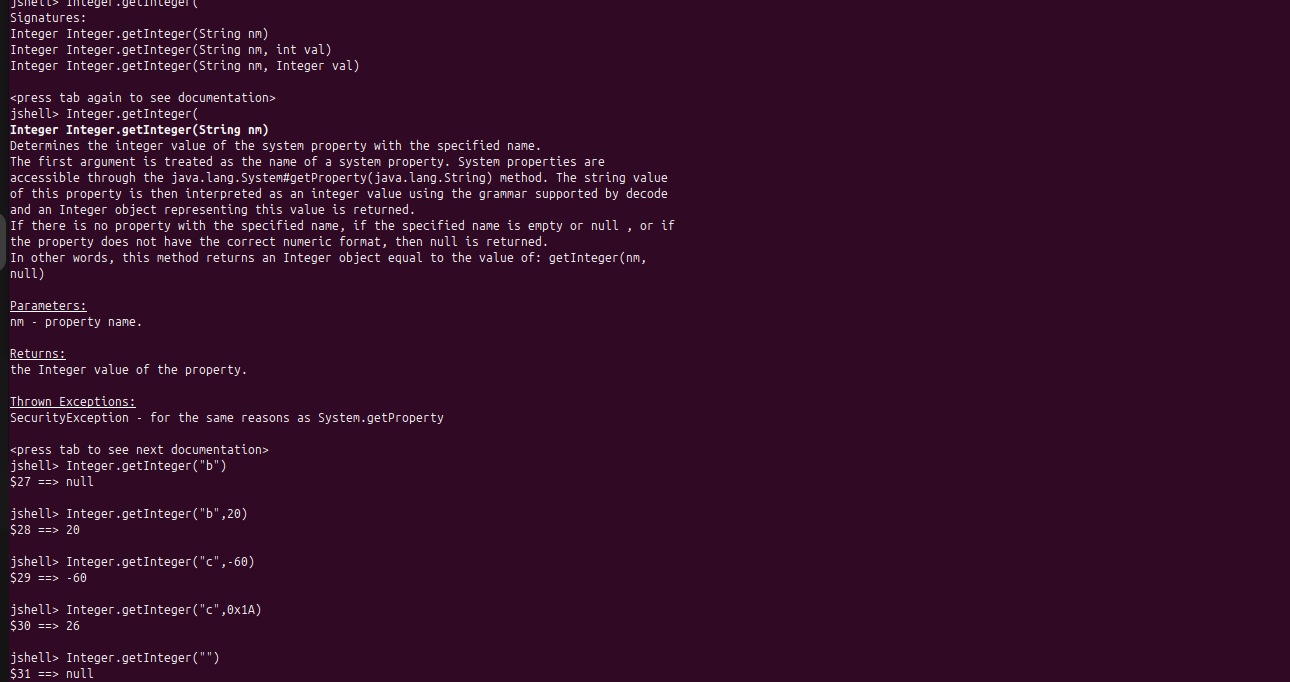 jshell> Integer.getInteger(
Signatures:
Integer Integer.getInteger(String nm)
Integer Integer.getInteger(String nm, int val)
Integer Integer.getInteger(String nm, Integer val)
<press tab again to see documentation>
jshell> Integer.getInteger(
Integer Integer.getInteger(String nm)
Determines the integer value of the system property with the specified name.
The first argument is treated as the name of a system property. System properties are
accessible through the java.lang.System#getProperty(java.lang.String) method. The string value
of this property is then interpreted as an integer value using the grammar supported by decode
and an Integer object representing this value is returned.
If there is no property with the specified name, if the specified name is empty or null , or if
the property does not have the correct numeric format, then null is returned.
In other words, this method returns an Integer object equal to the value of: getInteger(nm,
null)
Parameters:
nm - property name.
Returns:
the Integer value of the property.
Thrown Exceptions:
SecurityException - for the same reasons as System.getProperty
<press tab to see next documentation>
jshell> Integer.getInteger("b")
$27 ==> null
jshell> Integer.getInteger("b",20)
$28 ==> 20
jshell> Integer.getInteger("c",-60)
$29 ==> -60
jshell> Integer.getInteger("c",0x1A)
$30 ==> 26
jshell> Integer.getInteger("")
$31 ==> null